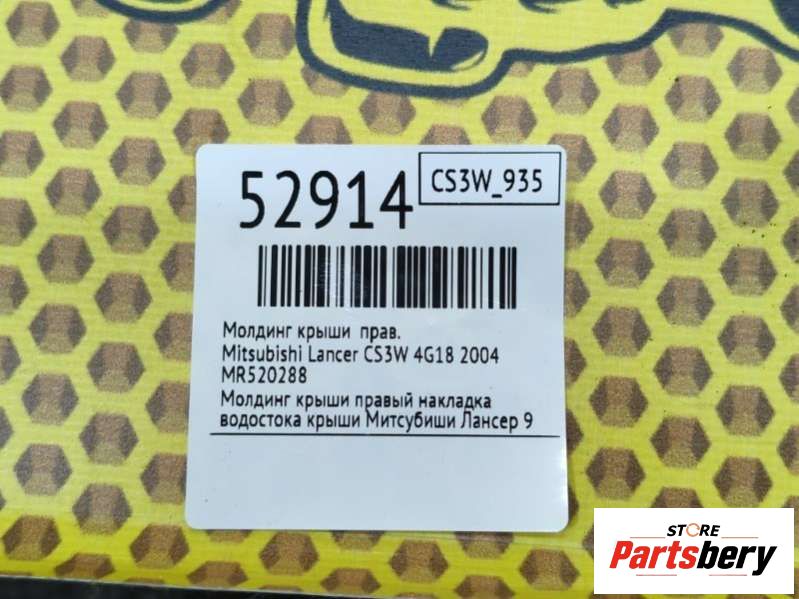 52914
CS3W_935
Молдинг крыши прав.
Mitsubishi Lancer CS3W 4G18 2004
MR520288
Молдинг крыши правый накладка
водостока крыши Митсубиши Лансер 9
STORE
Partsbery